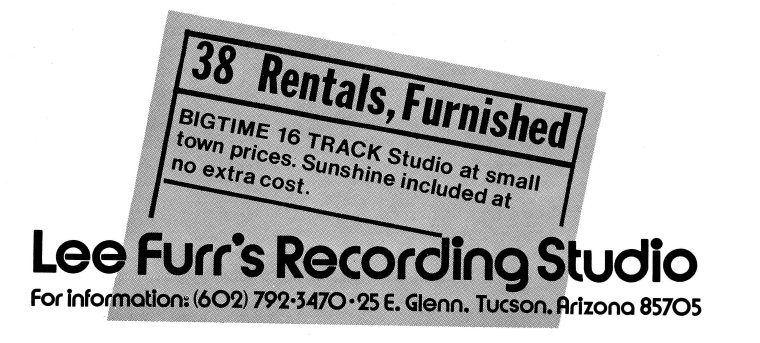 38 Rentals, Furnished
BIGTIME 16 TRACK Studio at small
town prices. Sunshine included at
no extra cost.
Lee Furr's Recording Studio
For information: (602) 792·3470 · 25 E. Glenn. Tucson. Arizona 85705